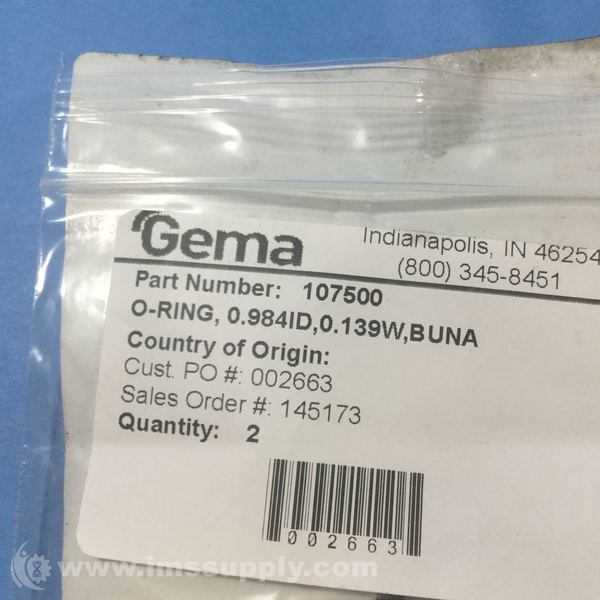 Gema
Indianapolis, IN 46254
(800) 345-8451
Part Number: 107500
O-RING, 0.984ID,0.139W,BUNA
Country of Origin:
Cust. PO #: 002663
Sales Order #: 145173
Quantity: 2
002663
www.imssupply.com